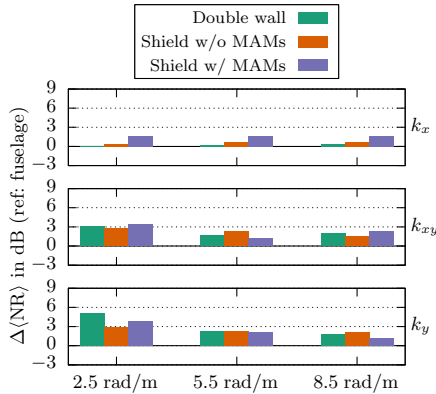 Double wall
Shield w/o MAMs
Shield w/ MAMs
Δ⟨NR⟩ in dB (ref: fuselage)
9
6
3
0
−3
k_x
9
6
3
0
−3
k_xy
9
6
3
0
−3
k_y
2.5 rad/m 5.5 rad/m 8.5 rad/m